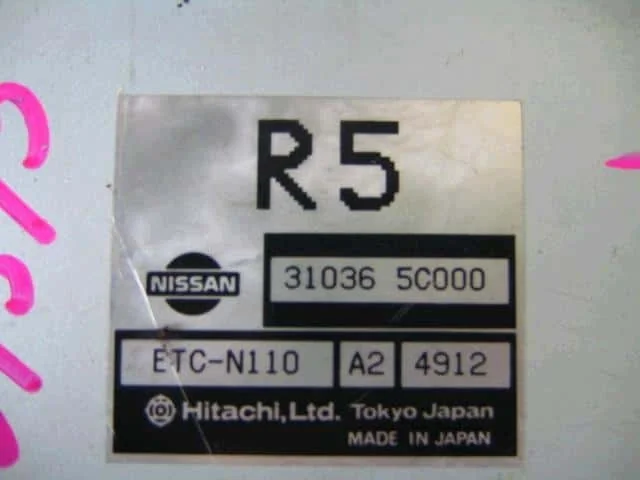 R5
NISSAN
31036 5C000
ETC-N110 A2 4912
Hitachi, Ltd. Tokyo Japan
MADE IN JAPAN